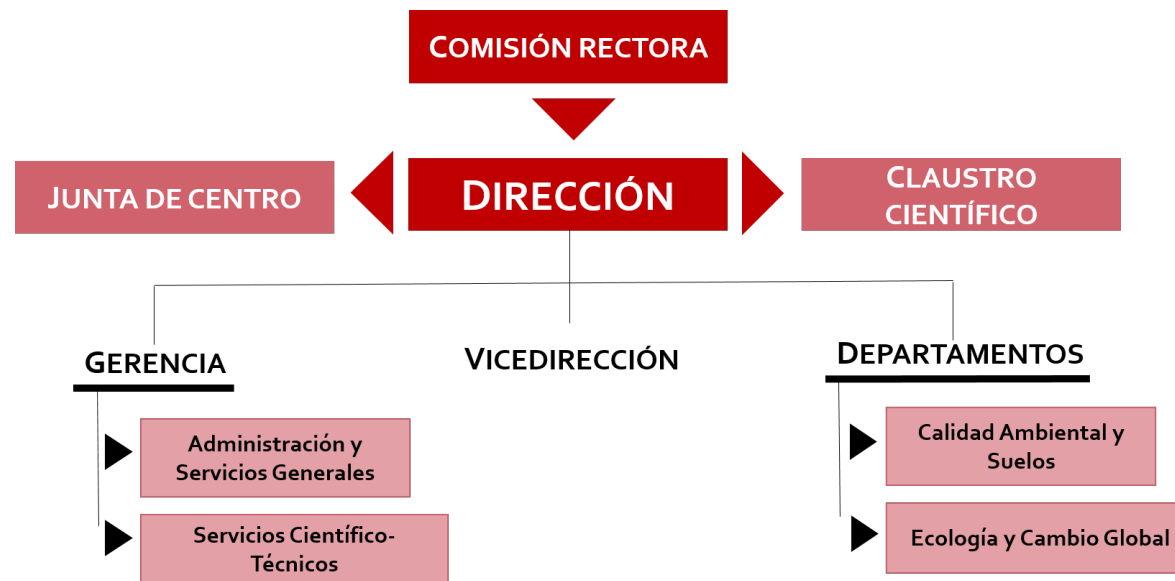 COMISIÓN RECTORA
JUNTA DE CENTRO
DIRECCIÓN
CLAUSTRO
CIENTÍFICO
GERENCIA
VICEDIRECCIÓN
DEPARTAMENTOS
Administración y
Servicios Generales
Servicios Científico-
Técnicos
Calidad Ambiental y
Suelos
Ecología y Cambio Global